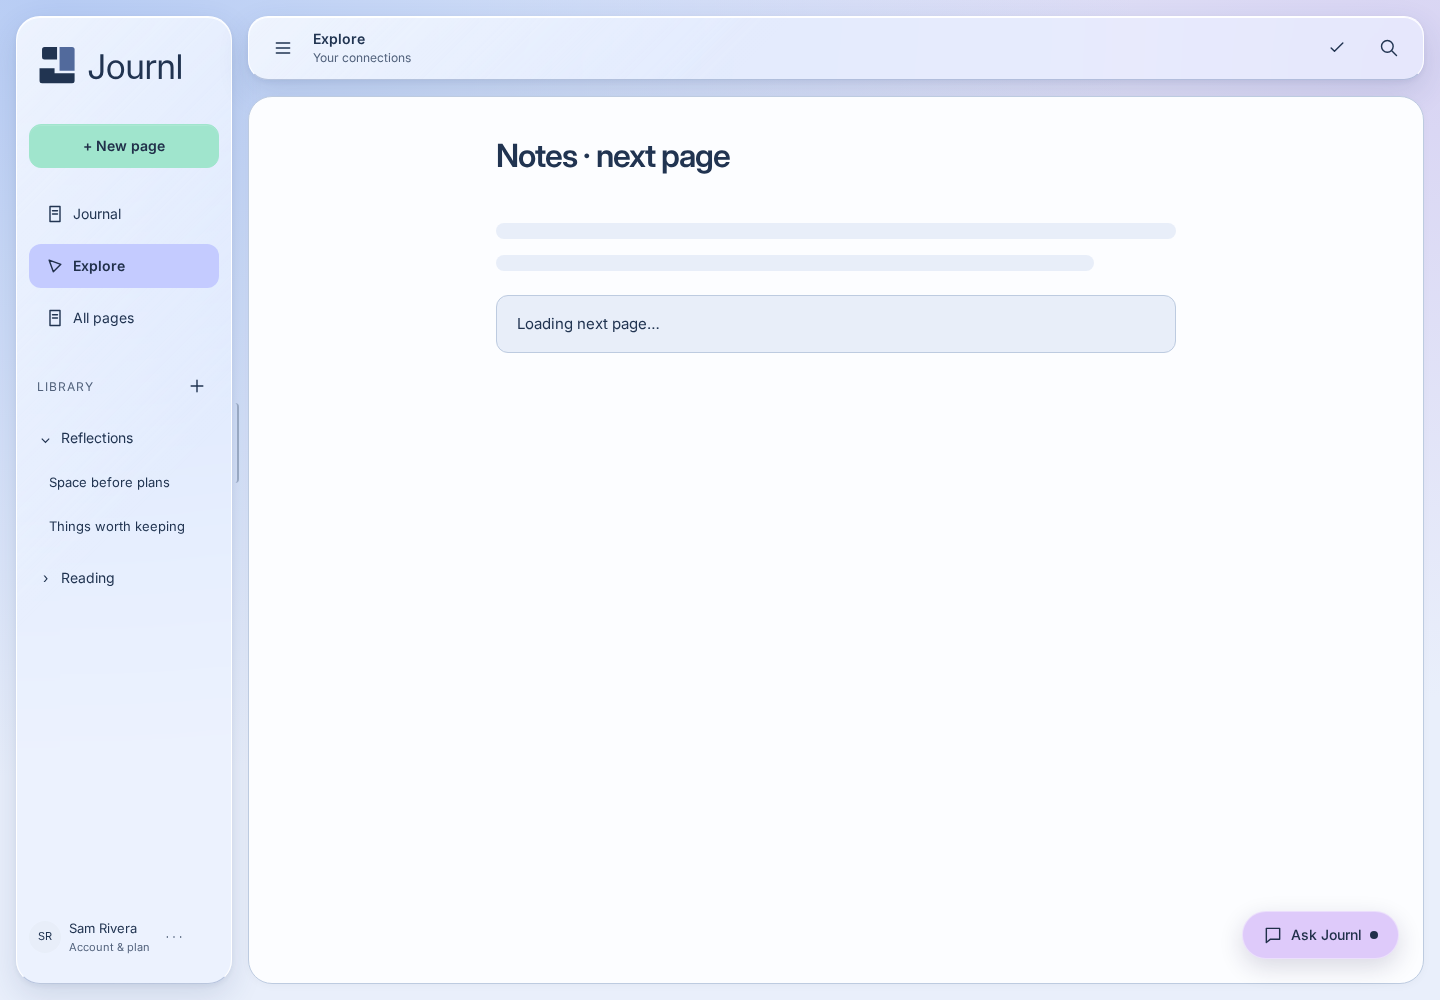 Journl
+ New page
Journal
Explore
All pages
LIBRARY
Reflections
Space before plans
Things worth keeping
Reading
SR
Sam Rivera
Account & plan
Explore
Your connections
Notes · next page
Loading next page...
Ask Journl